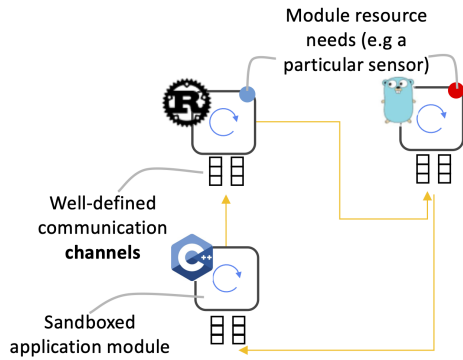 Module resource
needs (e.g a
particular sensor)
R
Well-defined
communication
channels
C++
Sandboxed
application module